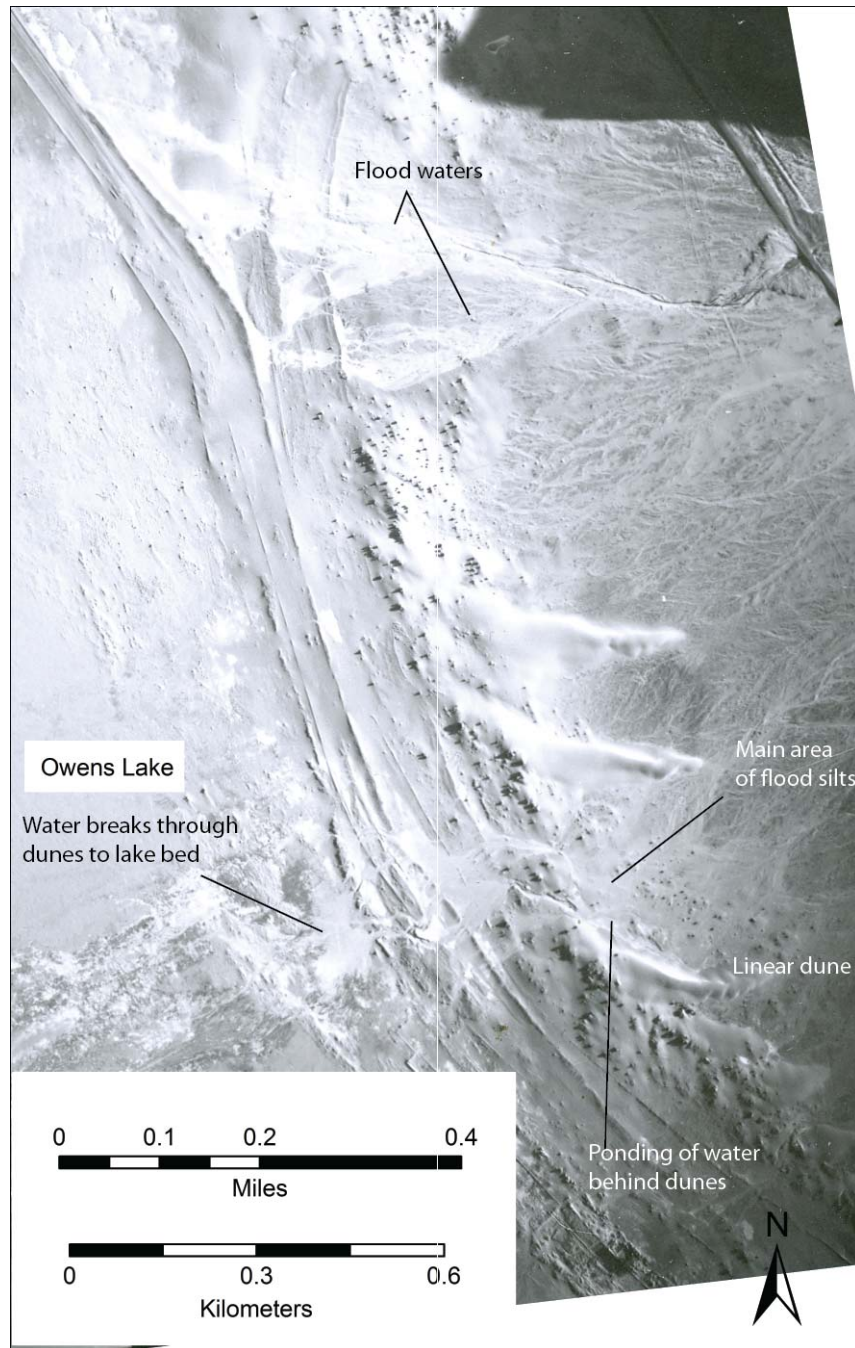 Flood waters
Main area
of flood silts
Owens Lake
Water breaks through
dunes to lake bed
Linear dune
0 0.1 0.2 0.4
Miles
Ponding of water
behind dunes
N
0 0.3 0.6
Kilometers